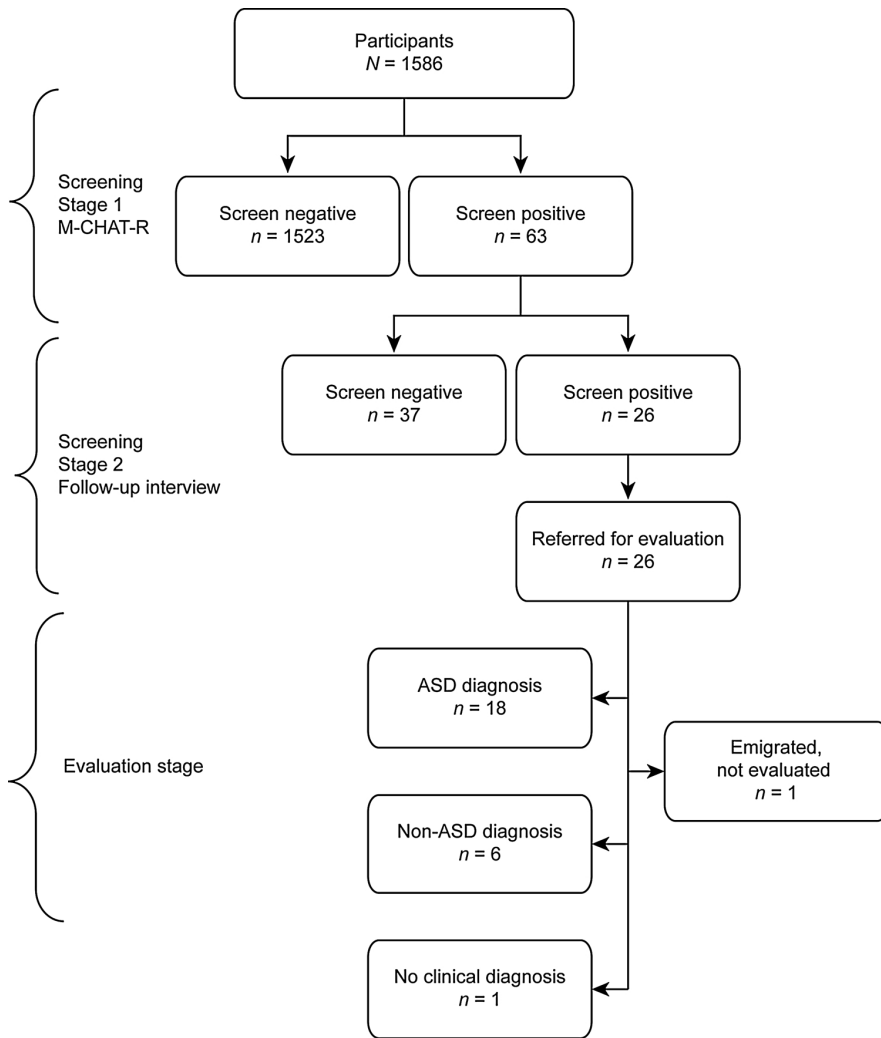 Participants
N = 1586
Screening
Stage 1
M-CHAT-R
Screen negative
n = 1523
Screen positive
n = 63
Screening
Stage 2
Follow-up interview
Screen negative
n = 37
Screen positive
n = 26
Referred for evaluation
n = 26
Evaluation stage
ASD diagnosis
n = 18
Emigrated,
not evaluated
n = 1
Non-ASD diagnosis
n = 6
No clinical diagnosis
n = 1